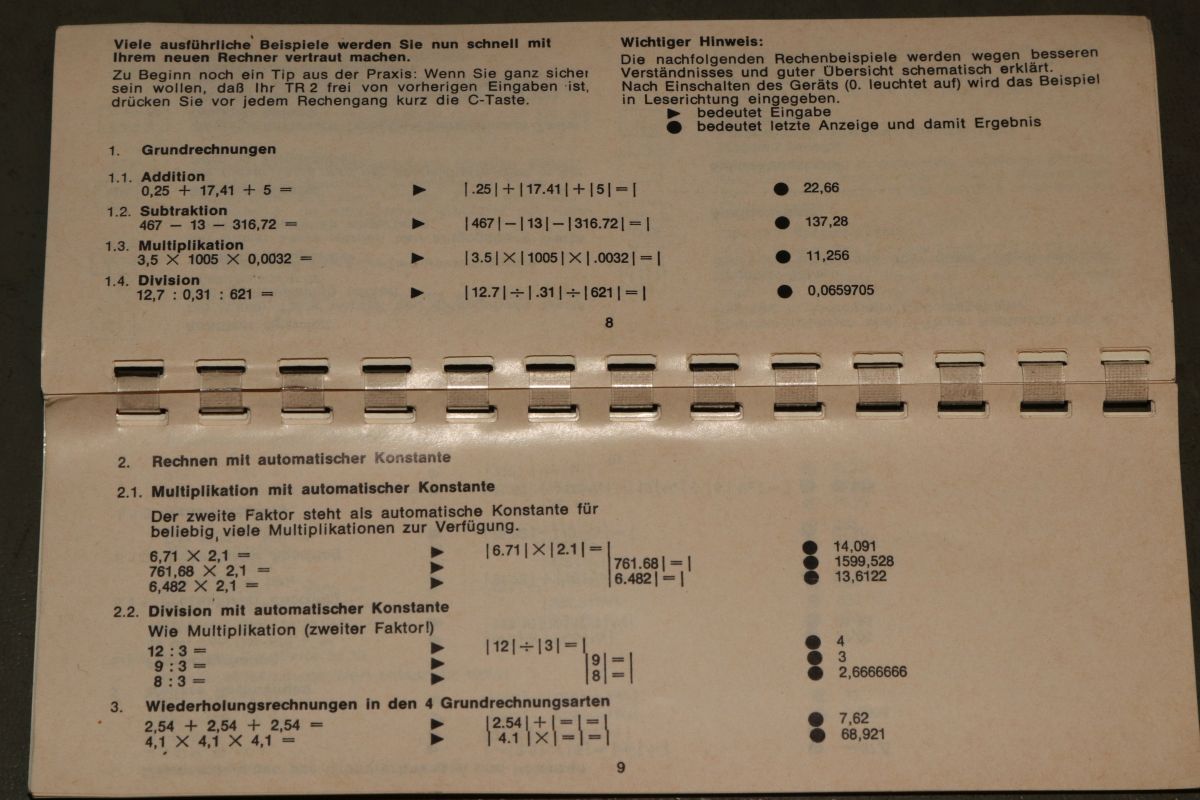 Viele ausführliche Beispiele werden Sie nun schnell mit
Ihrem neuen Rechner vertraut machen.
Zu Beginn noch ein Tip aus der Praxis: Wenn Sie ganz sicher
sein wollen, daß Ihr TR 2 frei von vorherigen Eingaben ist,
drücken Sie vor jedem Rechengang kurz die C-Taste.
Wichtiger Hinweis:
Die nachfolgenden Rechenbeispiele werden wegen besseren
Verständnisses und guter Übersicht schematisch erklärt.
Nach Einschalten des Geräts (0. leuchtet auf) wird das Beispiel
in Leserichtung eingegeben.
► bedeutet Eingabe
● bedeutet letzte Anzeige und damit Ergebnis
1. Grundrechnungen
1.1. Addition
0,25 + 17,41 + 5 = ► |.25|+|17.41|+|5|=| ● 22,66
1.2. Subtraktion
467 − 13 − 316,72 = ► |467|−|13|−|316.72|=| ● 137,28
1.3. Multiplikation
3,5 × 1005 × 0,0032 = ► |3.5|×|1005|×|.0032|=| ● 11,256
1.4. Division
12,7 : 0,31 : 621 = ► |12.7|÷|.31|÷|621|=| ● 0,0659705
8
2. Rechnen mit automatischer Konstante
2.1. Multiplikation mit automatischer Konstante
Der zweite Faktor steht als automatische Konstante für
beliebig viele Multiplikationen zur Verfügung.
6,71 × 2,1 = ► |6.71|×|2.1|=| ● 14,091
761,68 × 2,1 = ► |761.68|=| ● 1599,528
6,482 × 2,1 = ► |6.482|=| ● 13,6122
2.2. Division mit automatischer Konstante
Wie Multiplikation (zweiter Faktor!)
12 : 3 = ► |12|÷|3|=| ● 4
9 : 3 = ► |9|=| ● 3
8 : 3 = ► |8|=| ● 2,6666666
3. Wiederholungsrechnungen in den 4 Grundrechnungsarten
2,54 + 2,54 + 2,54 = ► |2.54|+|=|=| ● 7,62
4,1 × 4,1 × 4,1 = ► |4.1|×|=|=| ● 68,921
9